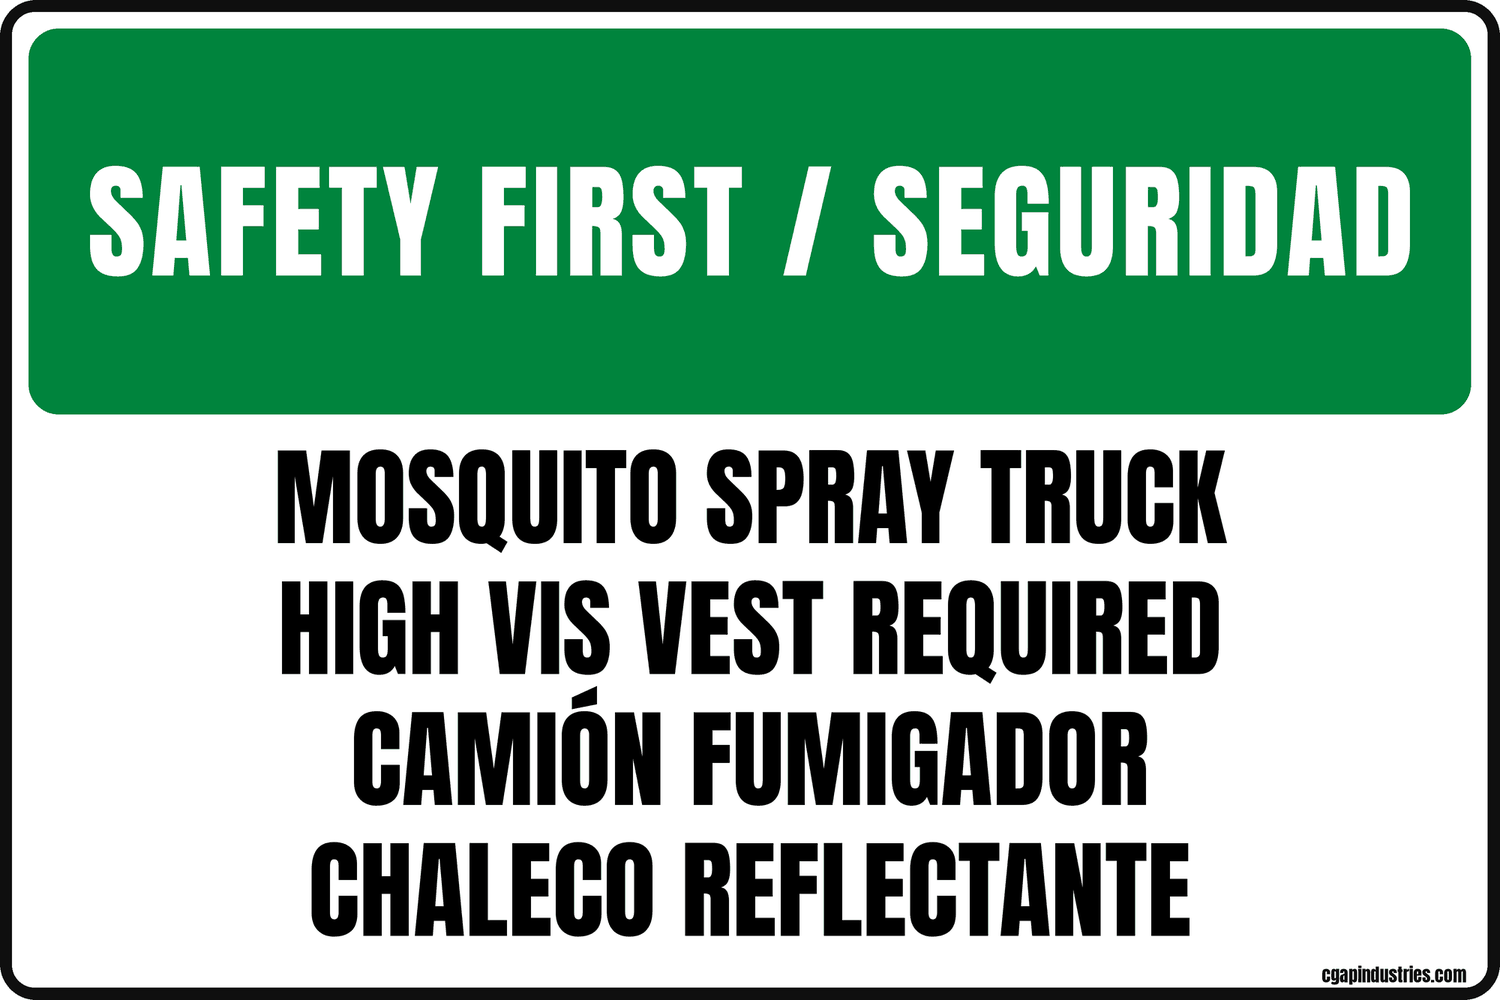 SAFETY FIRST / SEGURIDAD
MOSQUITO SPRAY TRUCK
HIGH VIS VEST REQUIRED
CAMIÓN FUMIGADOR
CHALECO REFLECTANTE
cgapindustries.com